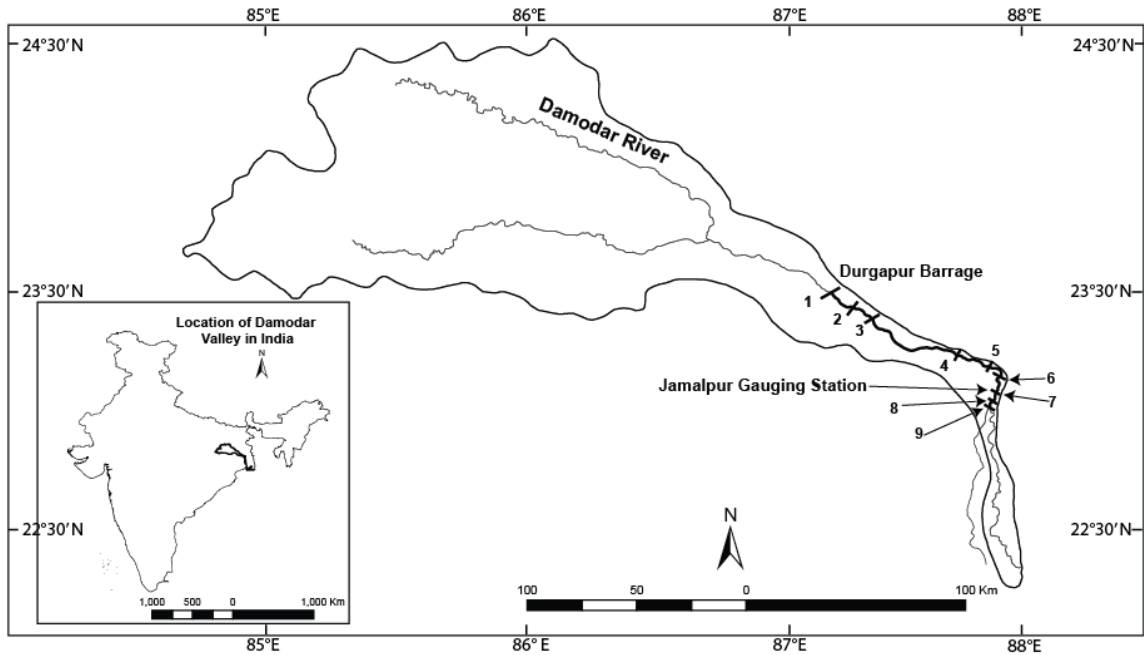 85°E 86°E 87°E 88°E
24°30'N 24°30'N
Damodar River
Durgapur Barrage
23°30'N 23°30'N
1
2
3
4
5
6
7
8
9
Jamalpur Gauging Station
Location of Damodar
Valley in India
N
1,000 500 0 1,000 Km
22°30'N 22°30'N
N
100 50 0 100 Km
85°E 86°E 87°E 88°E